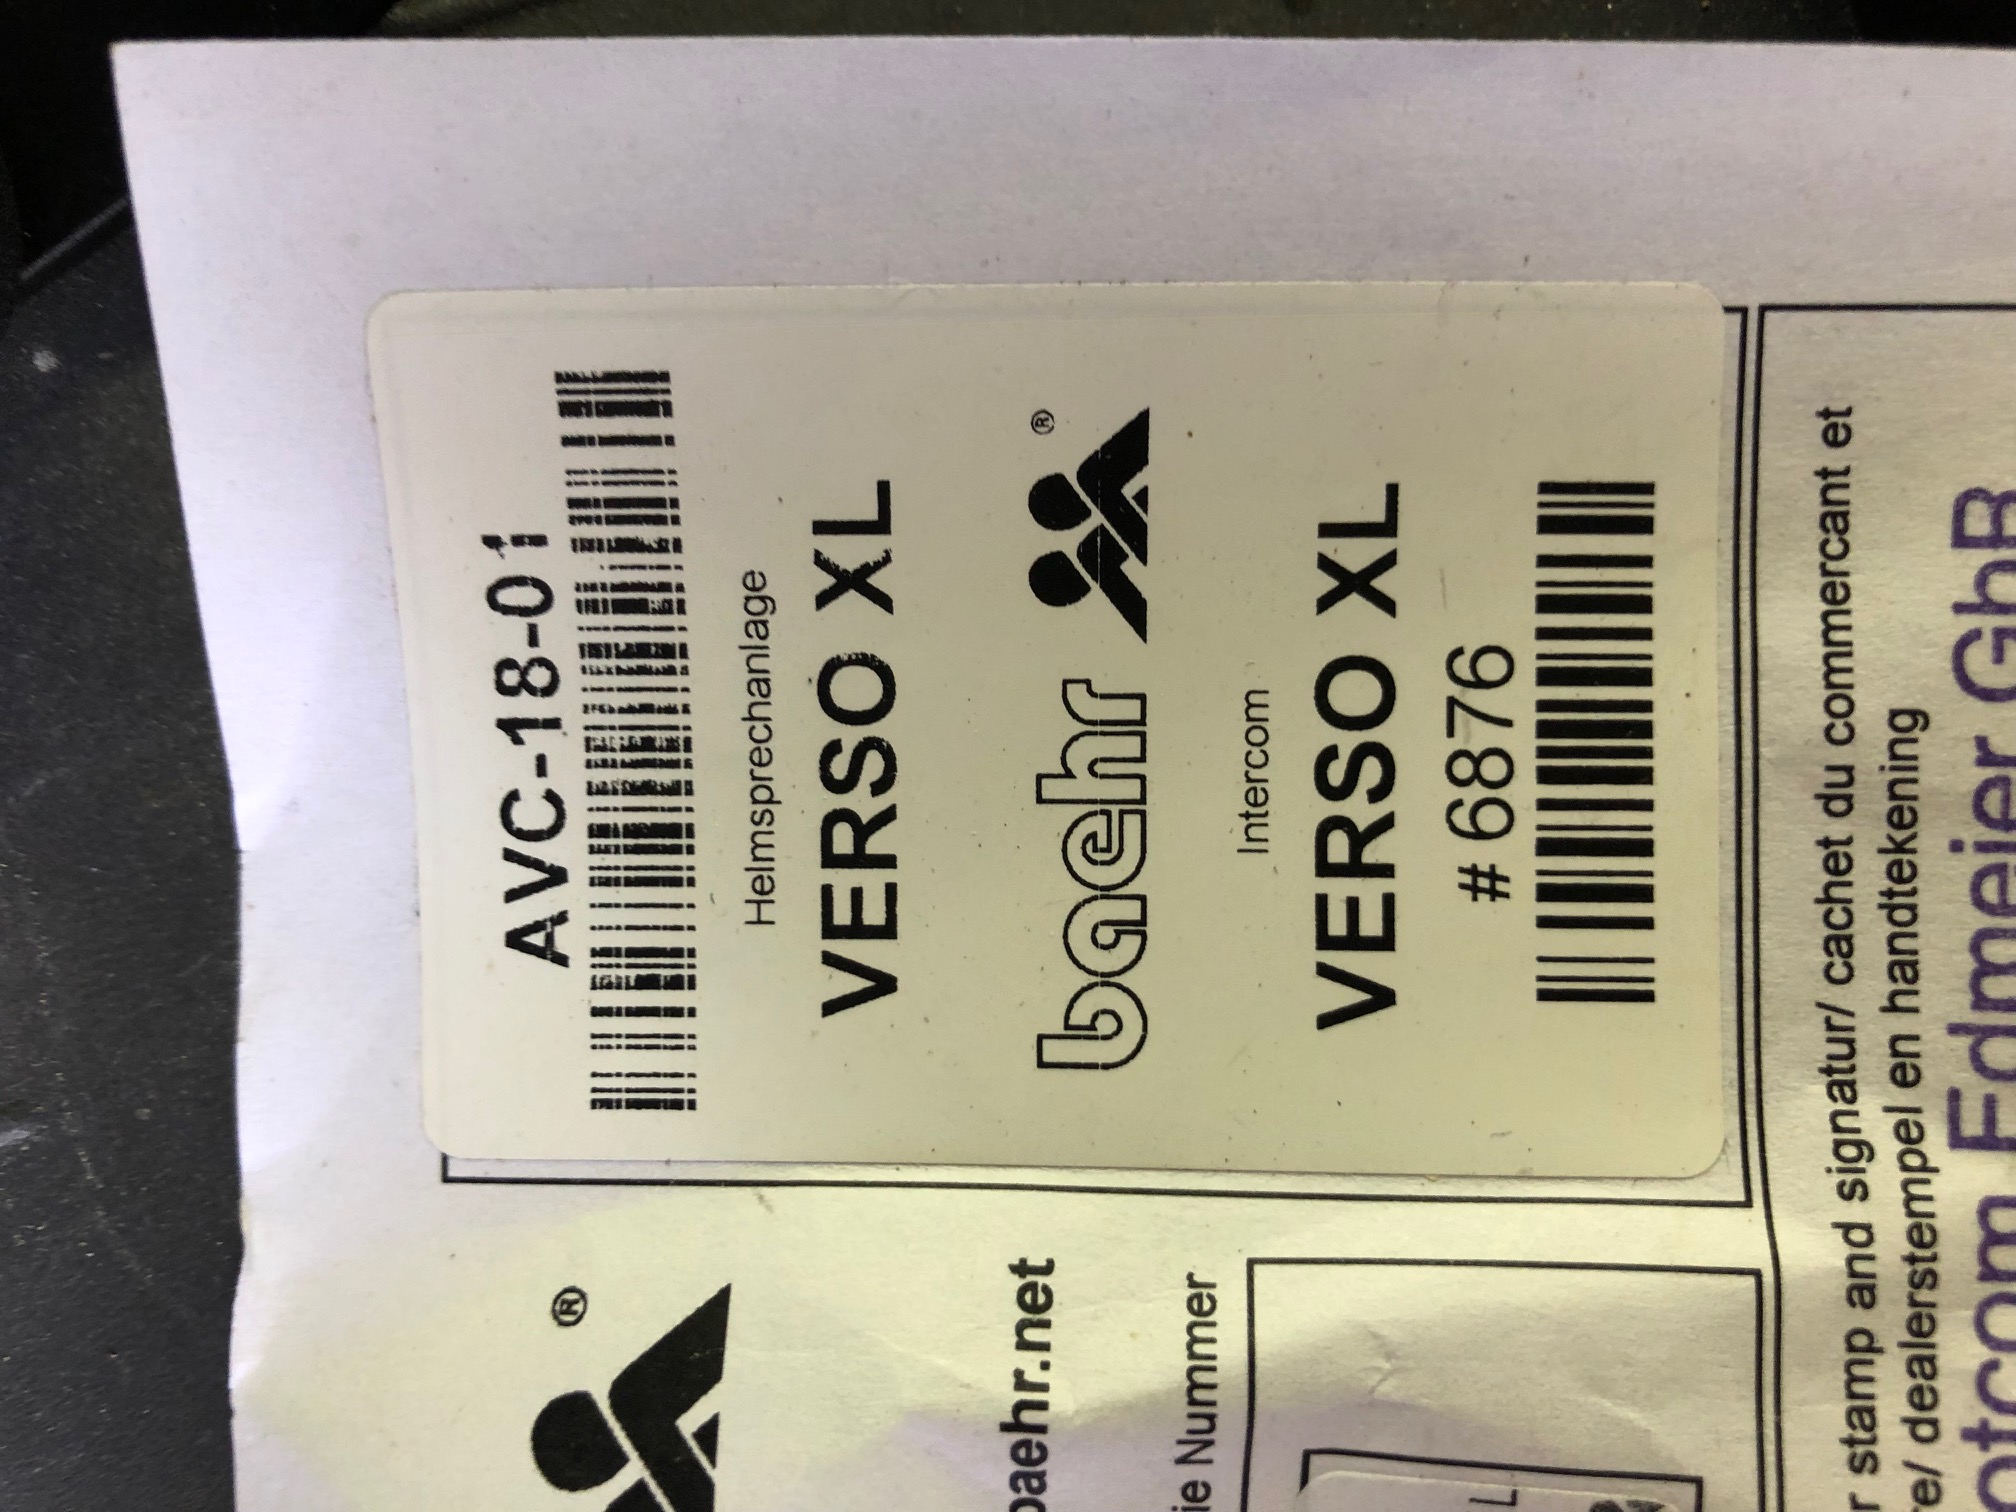 AVC-18-01
Helmsprechanlage
VERSO XL
baehr ®
Intercom
VERSO XL
# 6876
®
baehr.net
ie Nummer
r stamp and signatur/ cachet du commercant et
e/ dealerstempel en handtekening
otcom Edmeier GbR